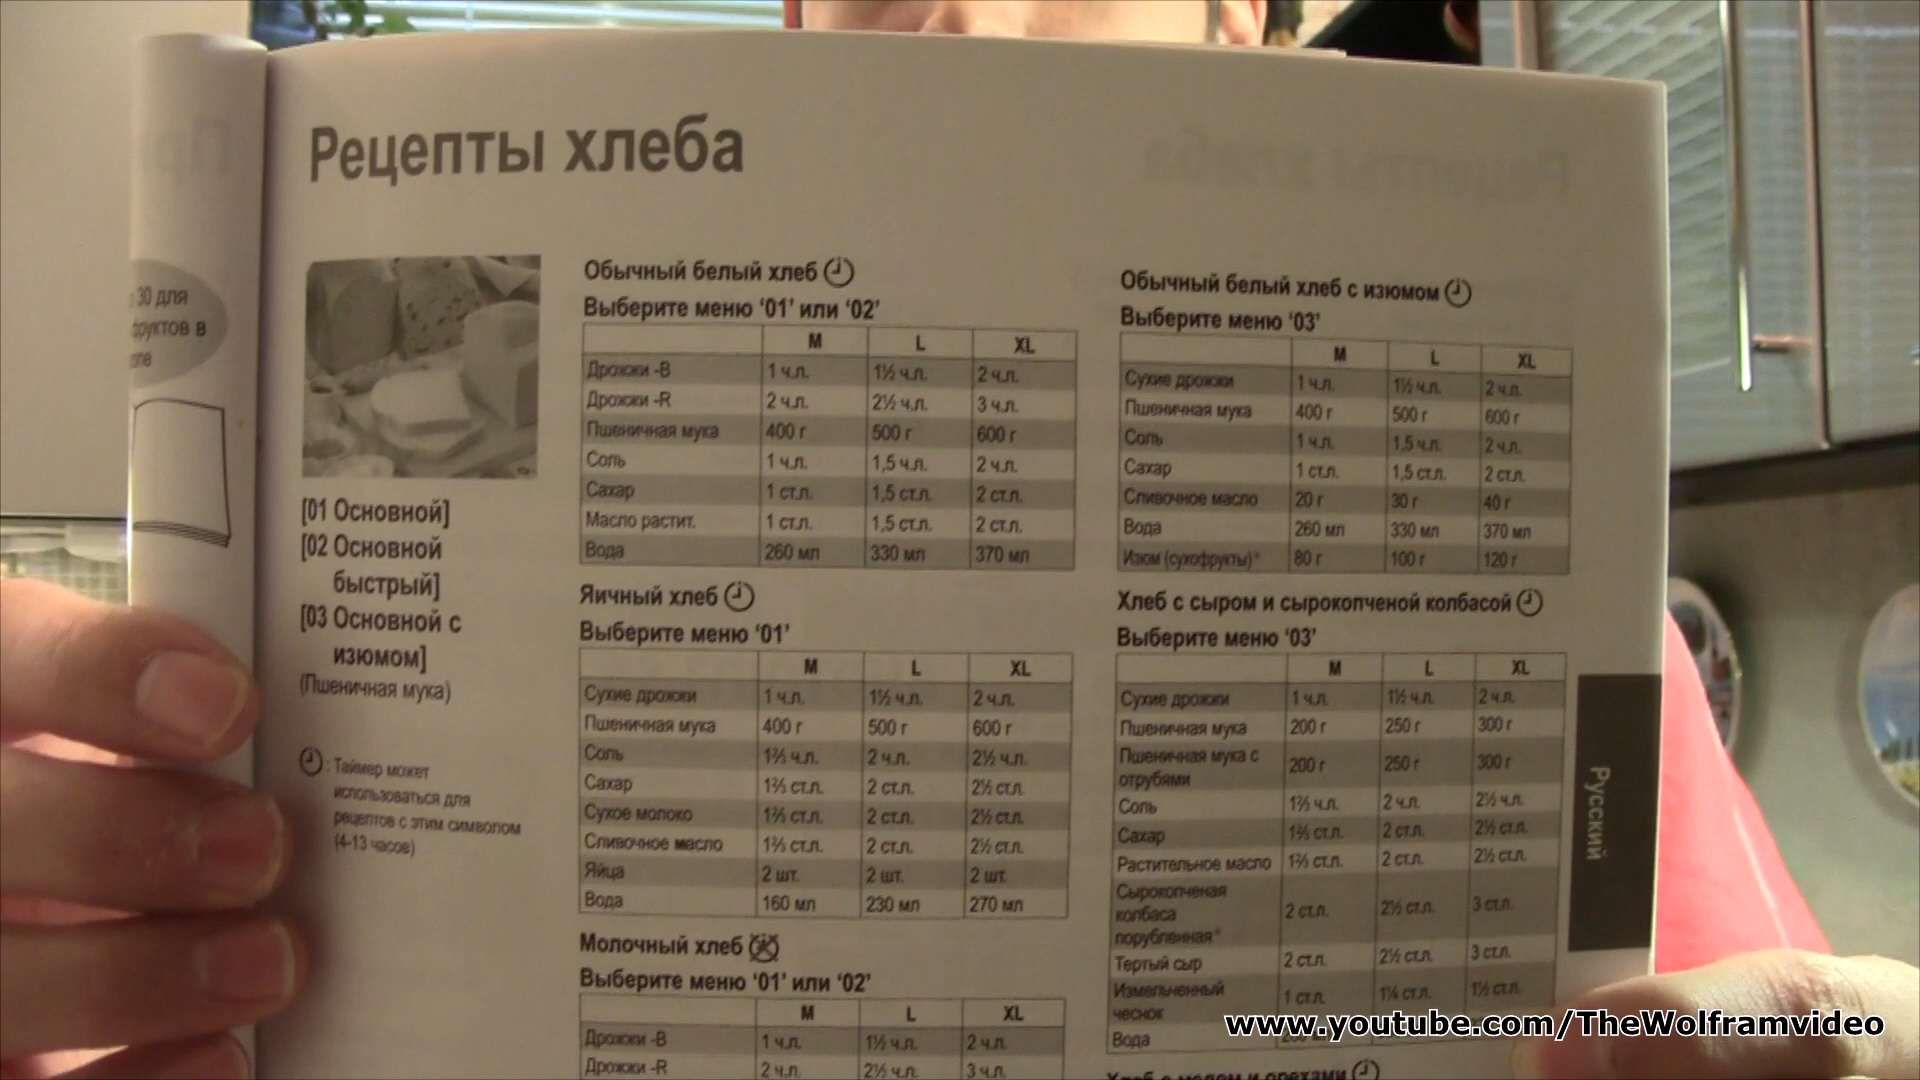 Рецепты хлеба
30 для
фруктов в
[01 Основной]
[02 Основной
быстрый]
[03 Основной с
изюмом]
(Пшеничная мука)
: Таймер может
использоваться для
рецептов с этим символом
(4-13 часов)
Обычный белый хлеб
Выберите меню ‘01’ или ‘02’
M L XL
Дрожжи -B 1 ч.л. 1½ ч.л. 2 ч.л.
Дрожжи -R 2 ч.л. 2½ ч.л. 3 ч.л.
Пшеничная мука 400 г 500 г 600 г
Соль 1 ч.л. 1,5 ч.л. 2 ч.л.
Сахар 1 ст.л. 1,5 ст.л. 2 ст.л.
Масло растит. 1 ст.л. 1,5 ст.л. 2 ст.л.
Вода 260 мл 330 мл 370 мл
Яичный хлеб
Выберите меню ‘01’
M L XL
Сухие дрожжи 1 ч.л. 1½ ч.л. 2 ч.л.
Пшеничная мука 400 г 500 г 600 г
Соль ч.л. 2 ч.л. 2½ ч.л.
Сахар ст.л. 2 ст.л. 2½ ст.л.
Сухое молоко ст.л. 2 ст.л. 2½ ст.л.
Сливочное масло ст.л. 2 ст.л. 2½ ст.л.
Яйца 2 шт. 2 шт. 2 шт.
Вода 160 мл 230 мл 270 мл
Молочный хлеб
Выберите меню ‘01’ или ‘02’
M L XL
Дрожжи -B 1 ч.л. 1½ ч.л. 2 ч.л.
Дрожжи -R 2 ч.л. 2½ ч.л. 3 ч.л.
Обычный белый хлеб с изюмом
Выберите меню ‘03’
M L XL
Сухие дрожжи 1 ч.л. 1½ ч.л. 2 ч.л.
Пшеничная мука 400 г 500 г 600 г
Соль 1 ч.л. 1,5 ч.л. 2 ч.л.
Сахар 1 ст.л. 1,5 ст.л. 2 ст.л.
Сливочное масло 20 г 30 г 40 г
Вода 260 мл 330 мл 370 мл
Изюм (сухофрукты)* 80 г 100 г 120 г
Хлеб с сыром и сырокопченой колбасой
Выберите меню ‘03’
M L XL
Сухие дрожжи 1 ч.л. 1½ ч.л. 2 ч.л.
Пшеничная мука 200 г 250 г 300 г
Пшеничная мука с
отрубями 200 г 250 г 300 г
Соль ч.л. 2 ч.л. 2½ ч.л.
Сахар ст.л. 2 ст.л. 2½ ст.л.
Растительное масло ст.л. 2 ст.л. 2½ ст.л.
Сырокопченая
колбаса
порубленная* 2 ст.л. 2½ ст.л. 3 ст.л.
Тертый сыр 2 ст.л. 2½ ст.л. 3 ст.л.
Измельченный
чеснок 1 ст.л. 1¼ ст.л. 1½ ст.л.
Вода
Хлеб с медом и орехами
Русский
www.youtube.com/TheWolframvideo